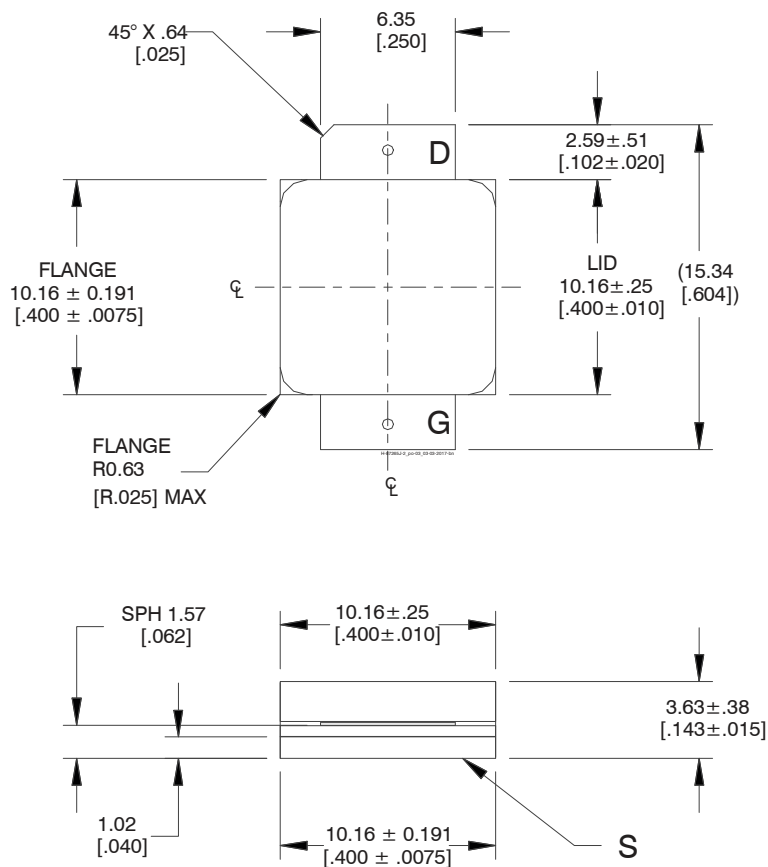 6.35
[.250]
45° X .64
[.025]
D
2.59±.51
[.102±.020]
FLANGE
10.16 ± 0.191
[.400 ± .0075]
℄
LID
10.16±.25
[.400±.010]
(15.34
[.604])
G
FLANGE
R0.63
[R.025] MAX
℄
SPH 1.57
[.062]
10.16±.25
[.400±.010]
3.63±.38
[.143±.015]
1.02
[.040]
10.16 ± 0.191
[.400 ± .0075]
S